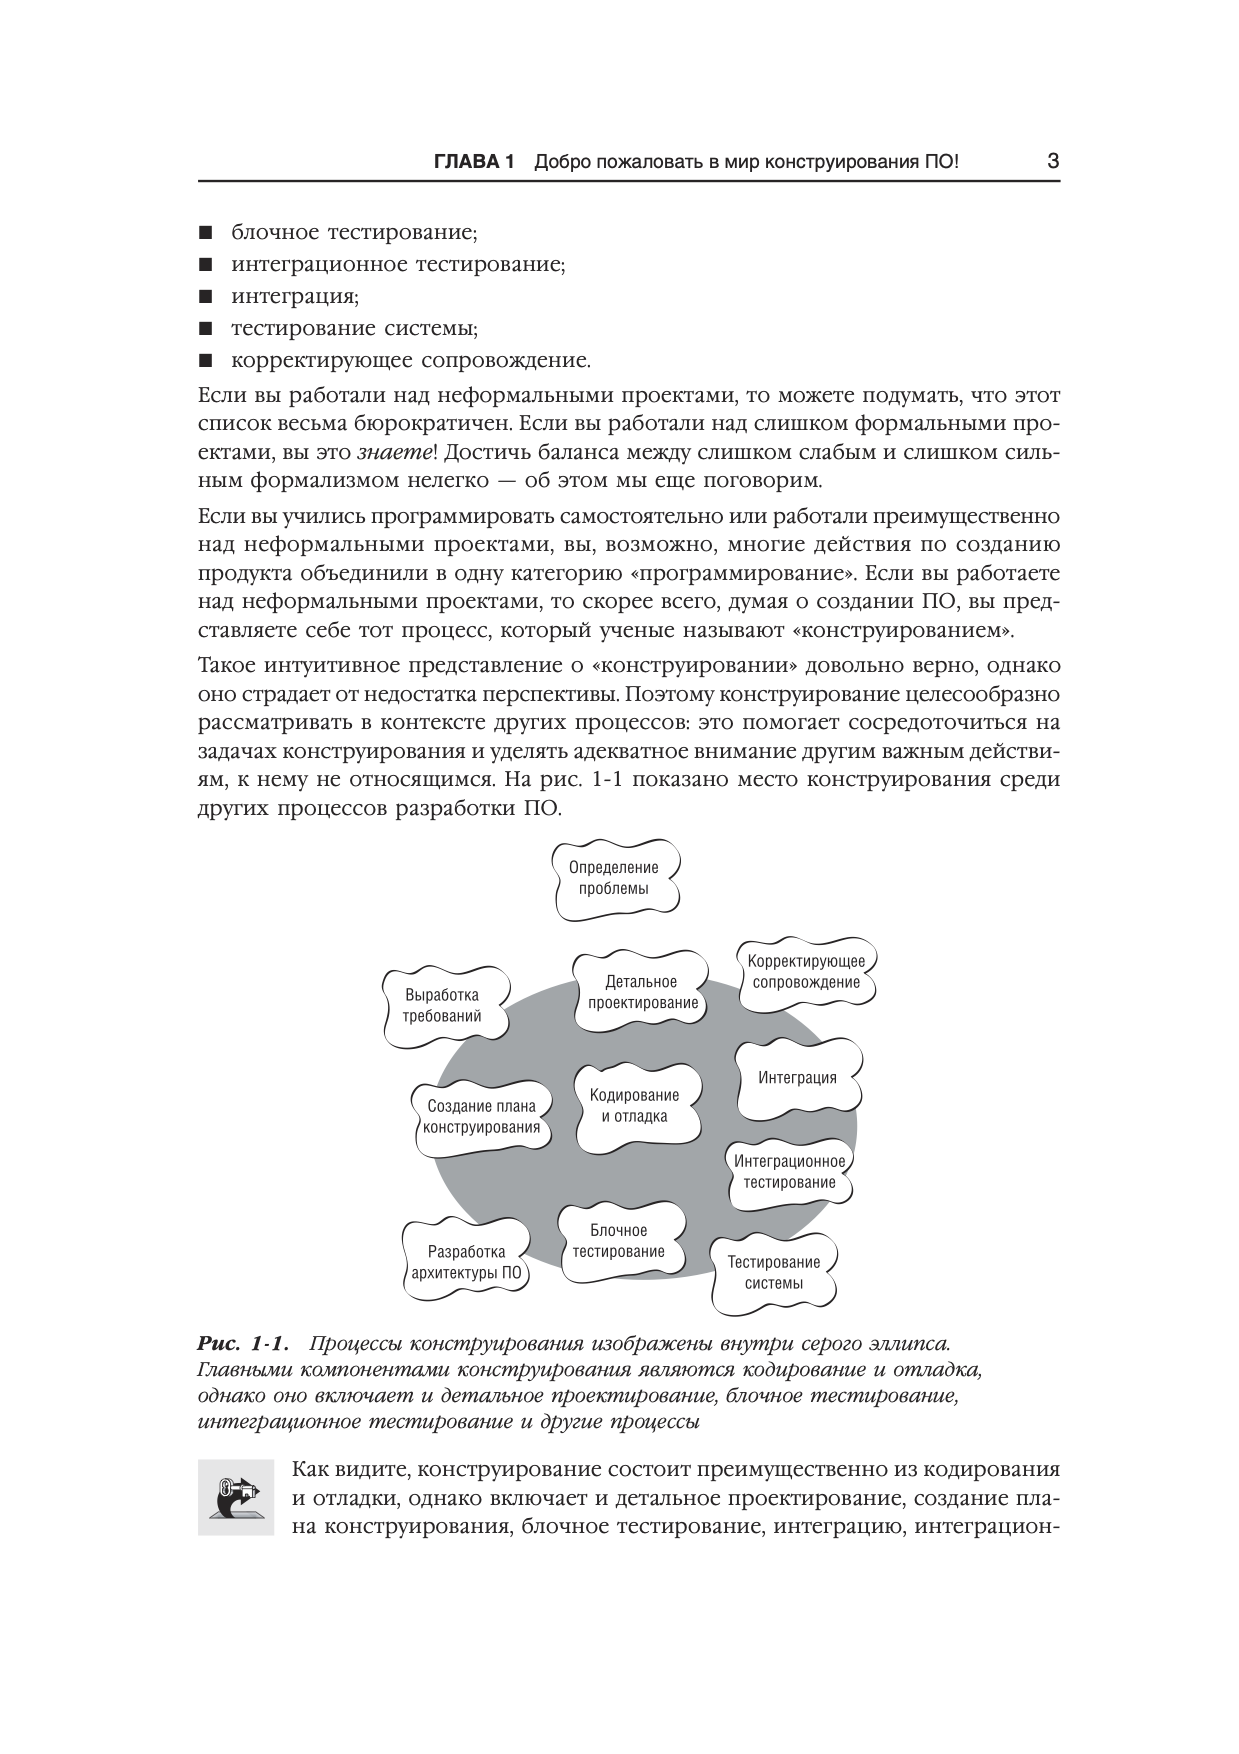 ГЛАВА 1 Добро пожаловать в мир конструирования ПО! 3
■ блочное тестирование;
■ интеграционное тестирование;
■ интеграция;
■ тестирование системы;
■ корректирующее сопровождение.
Если вы работали над неформальными проектами, то можете подумать, что этот
список весьма бюрократичен. Если вы работали над слишком формальными про-
ектами, вы это знаете! Достичь баланса между слишком слабым и слишком силь-
ным формализмом нелегко — об этом мы еще поговорим.
Если вы учились программировать самостоятельно или работали преимущественно
над неформальными проектами, вы, возможно, многие действия по созданию
продукта объединили в одну категорию «программирование». Если вы работаете
над неформальными проектами, то скорее всего, думая о создании ПО, вы пред-
ставляете себе тот процесс, который ученые называют «конструированием».
Такое интуитивное представление о «конструировании» довольно верно, однако
оно страдает от недостатка перспективы. Поэтому конструирование целесообразно
рассматривать в контексте других процессов: это помогает сосредоточиться на
задачах конструирования и уделять адекватное внимание другим важным действи-
ям, к нему не относящимся. На рис. 1-1 показано место конструирования среди
других процессов разработки ПО.
Определение
проблемы
Выработка
требований
Детальное
проектирование
Корректирующее
сопровождение
Создание плана
конструирования
Кодирование
и отладка
Интеграция
Интеграционное
тестирование
Разработка
архитектуры ПО
Блочное
тестирование
Тестирование
системы
Рис. 1-1. Процессы конструирования изображены внутри серого эллипса.
Главными компонентами конструирования являются кодирование и отладка,
однако оно включает и детальное проектирование, блочное тестирование,
интеграционное тестирование и другие процессы
Как видите, конструирование состоит преимущественно из кодирования
и отладки, однако включает и детальное проектирование, создание пла-
на конструирования, блочное тестирование, интеграцию, интеграцион-